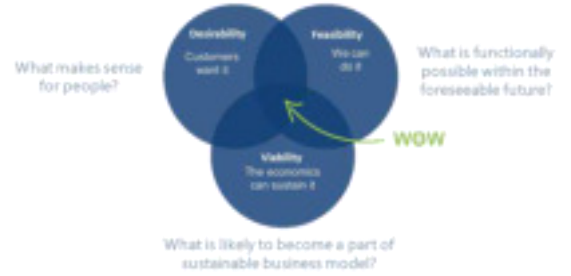 Desirability
Customers
want it
Feasibility
We can
do it
What makes sense
for people?
What is functionally
possible within the
foreseeable future?
WOW
Viability
The economics
can sustain it
What is likely to become a part of
sustainable business model?